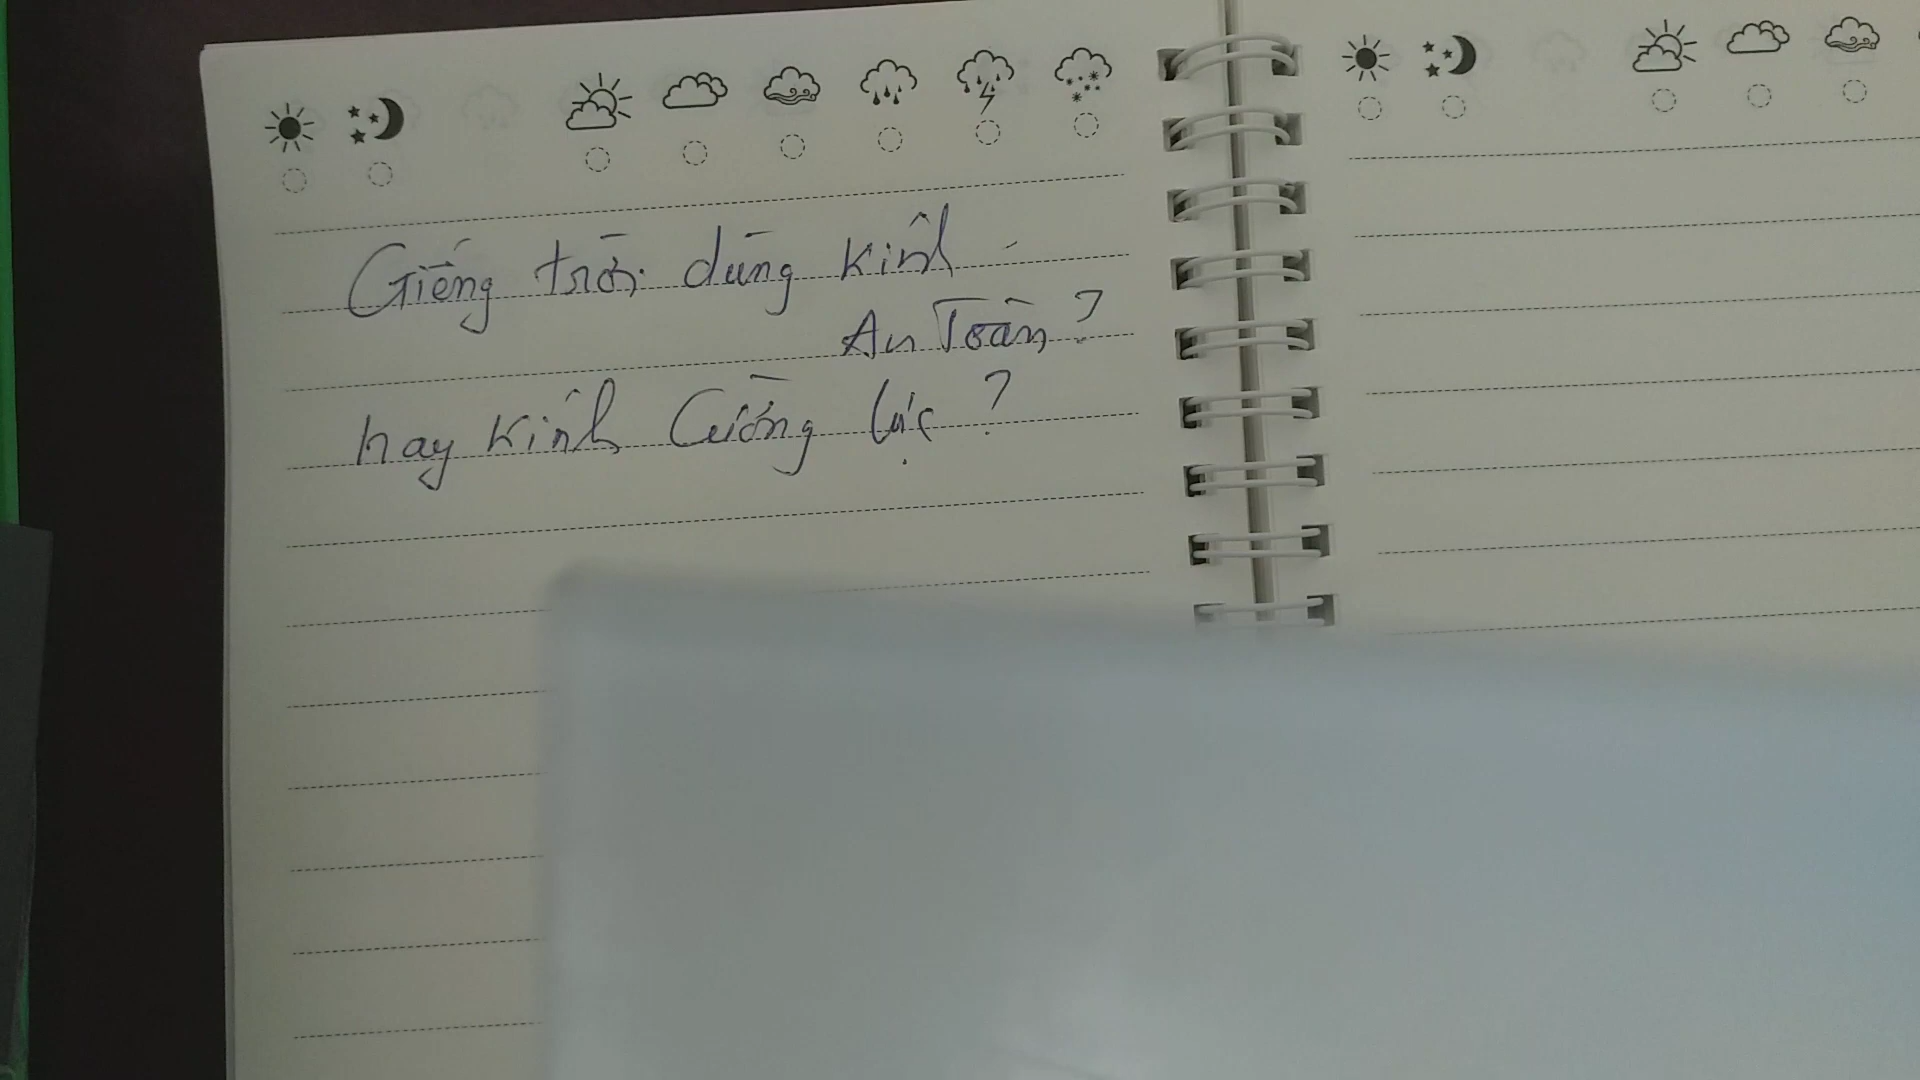 Giếng trời dùng kính
An Toàn?
hay kính Cường lực?